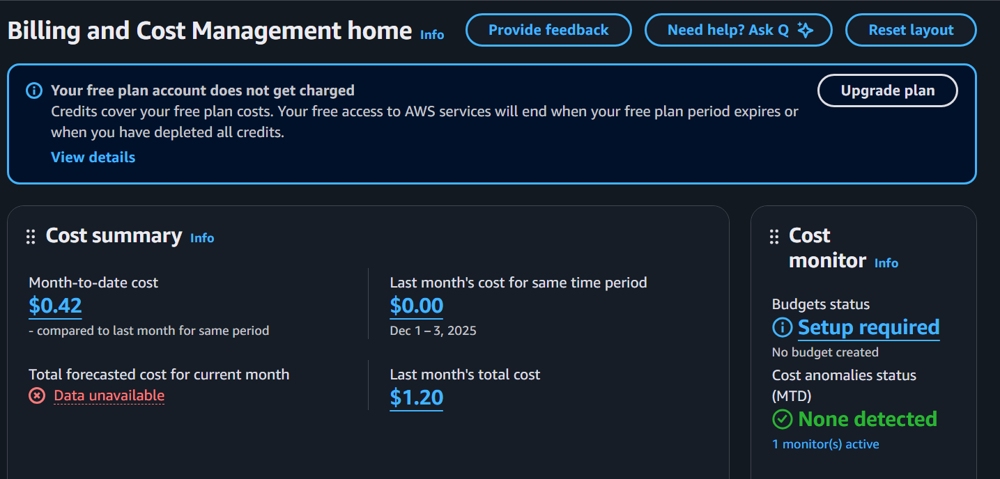 Billing and Cost Management home Info
Provide feedback
Need help? Ask Q
Reset layout
Your free plan account does not get charged
Credits cover your free plan costs. Your free access to AWS services will end when your free plan period expires or
when you have depleted all credits.
View details
Upgrade plan
Cost summary Info
Month-to-date cost
$0.42
- compared to last month for same period
Last month's cost for same time period
$0.00
Dec 1 – 3, 2025
Total forecasted cost for current month
Data unavailable
Last month's total cost
$1.20
Cost
monitor Info
Budgets status
Setup required
No budget created
Cost anomalies status
(MTD)
None detected
1 monitor(s) active